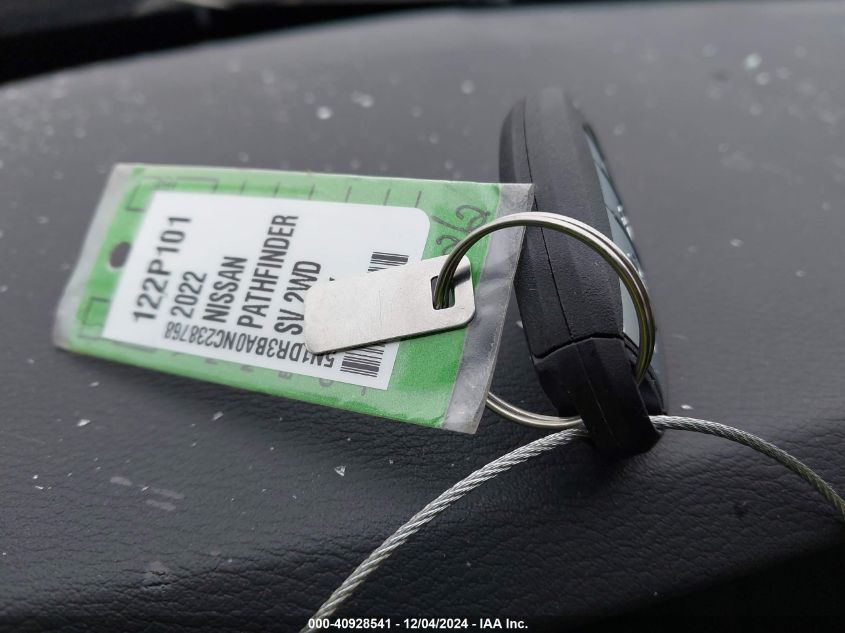 122P101
2022
NISSAN
PATHFINDER
SV 2WD
5N1DR3BA0NC238768
000-40928541 - 12/04/2024 - IAA Inc.